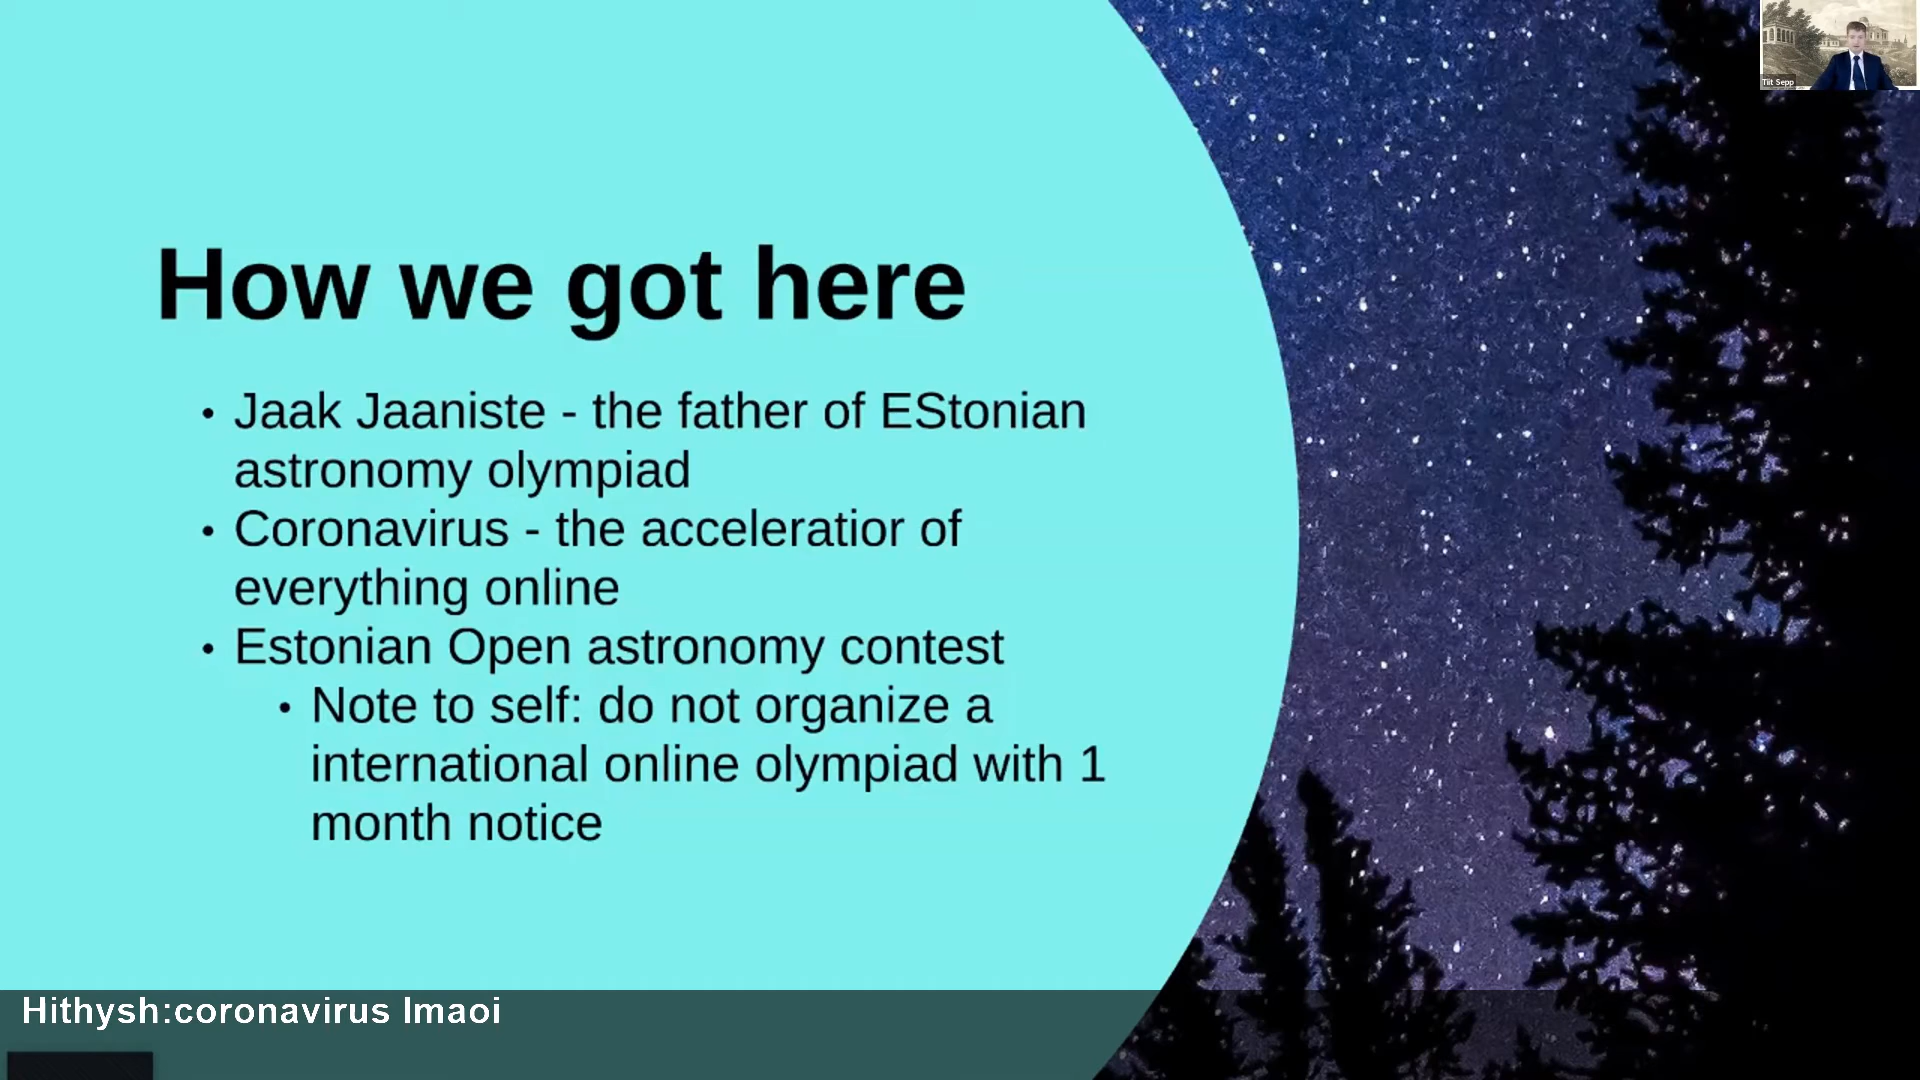 Tiit Sepp
How we got here
• Jaak Jaaniste - the father of EStonian
astronomy olympiad
• Coronavirus - the acceleratior of
everything online
• Estonian Open astronomy contest
• Note to self: do not organize a
international online olympiad with 1
month notice
Hithysh:coronavirus lmaoi